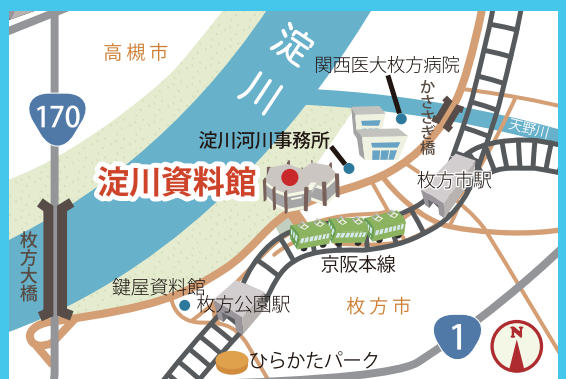 高槻市
淀川
関西医大枚方病院
かささぎ橋
天野川
170
淀川河川事務所
淀川資料館
枚方市駅
枚方大橋
京阪本線
鍵屋資料館
枚方公園駅
枚方市
1
N
ひらかたパーク